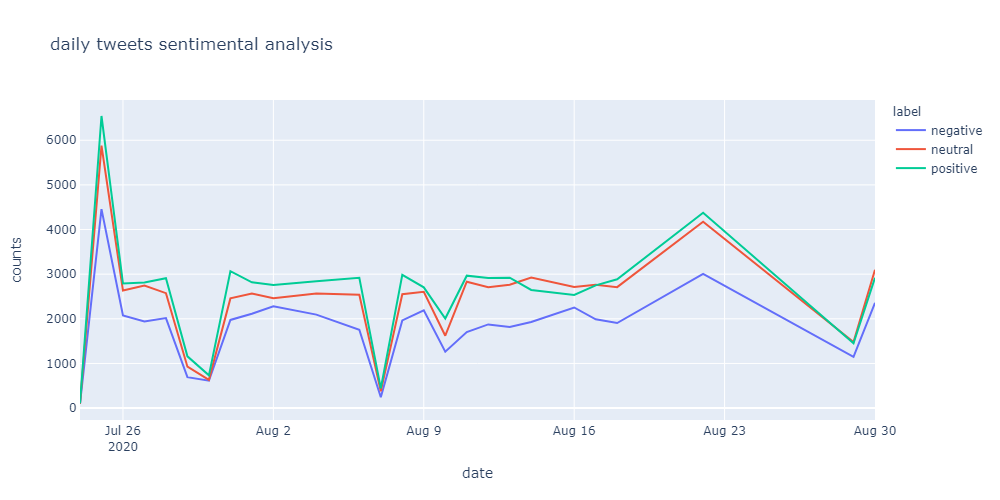 daily tweets sentimental analysis
label
negative
neutral
positive
counts
6000
5000
4000
3000
2000
1000
0
Jul 26
2020
Aug 2
Aug 9
Aug 16
Aug 23
Aug 30
date